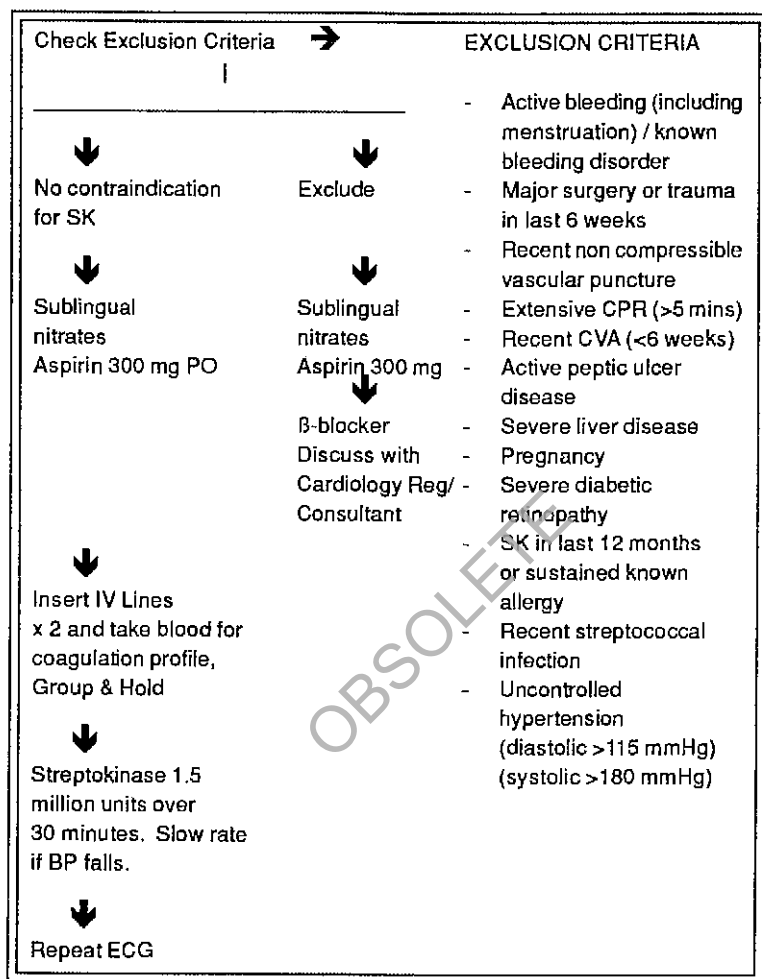 Check Exclusion Criteria
No contraindication
for SK
Sublingual
nitrates
Aspirin 300 mg PO
Insert IV Lines
x 2 and take blood for
coagulation profile,
Group & Hold
Streptokinase 1.5
million units over
30 minutes. Slow rate
if BP falls.
Repeat ECG
Exclude
Sublingual
nitrates
Aspirin 300 mg
ß-blocker
Discuss with
Cardiology Reg/
Consultant
EXCLUSION CRITERIA
- Active bleeding (including
menstruation) / known
bleeding disorder
- Major surgery or trauma
in last 6 weeks
- Recent non compressible
vascular puncture
- Extensive CPR (>5 mins)
- Recent CVA (<6 weeks)
- Active peptic ulcer
disease
- Severe liver disease
- Pregnancy
- Severe diabetic
retinopathy
- SK in last 12 months
or sustained known
allergy
- Recent streptococcal
infection
- Uncontrolled
hypertension
(diastolic >115 mmHg)
(systolic >180 mmHg)
OBSOLETE